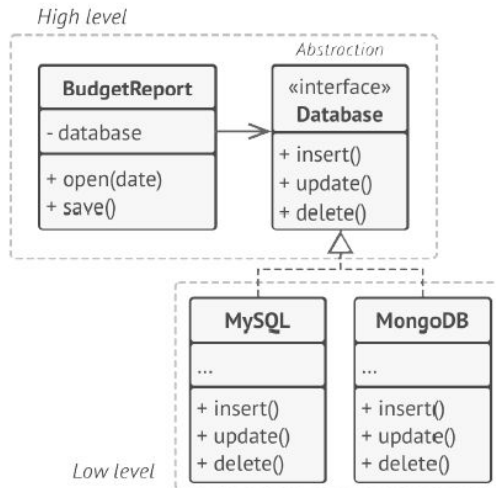 High level
Abstraction
BudgetReport
- database
+ open(date)
+ save()
«interface»
Database
+ insert()
+ update()
+ delete()
MySQL
...
+ insert()
+ update()
+ delete()
MongoDB
...
+ insert()
+ update()
+ delete()
Low level